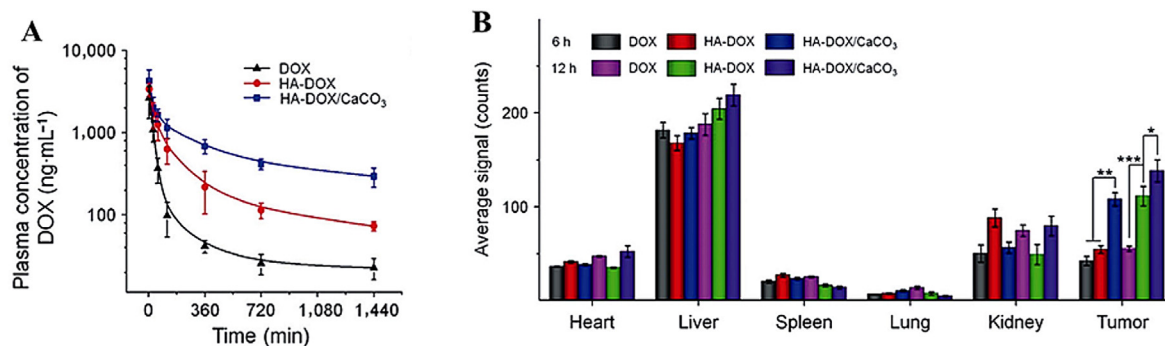 A
Plasma concentration of
DOX (ng·mL⁻¹)
10,000
1,000
100
DOX
HA-DOX
HA-DOX/CaCO₃
0 360 720 1,080 1,440
Time (min)
B
Average signal (counts)
200
100
6 h DOX HA-DOX HA-DOX/CaCO₃
12 h DOX HA-DOX HA-DOX/CaCO₃
** *** *
Heart Liver Spleen Lung Kidney Tumor